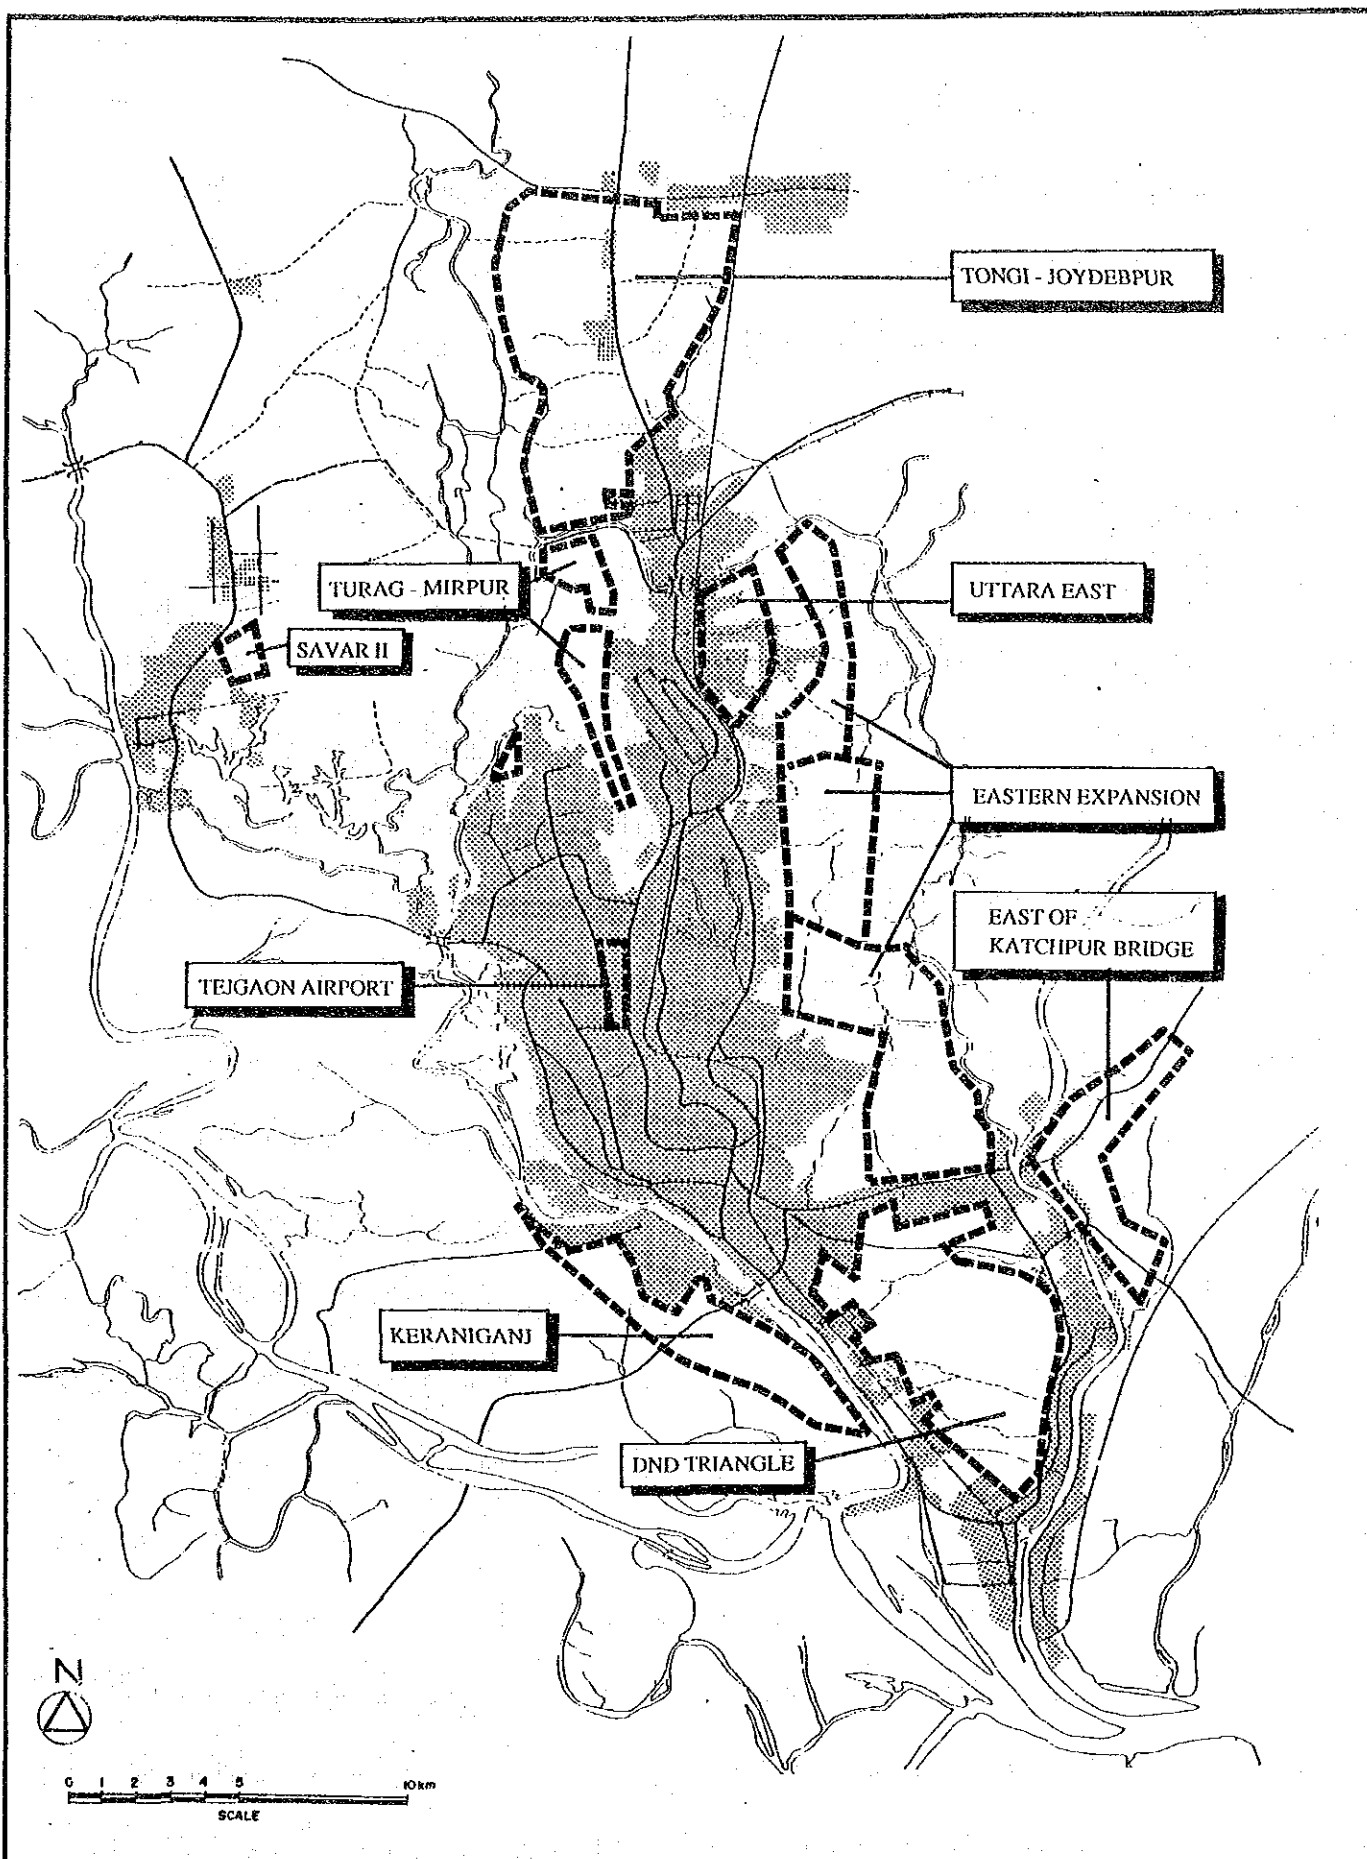 TONGI - JOYDEBPUR
TURAG - MIRPUR
UTTARA EAST
SAVAR II
EASTERN EXPANSION
EAST OF
KATCHPUR BRIDGE
TEJGAON AIRPORT
KERANIGANJ
DND TRIANGLE
N
0 1 2 3 4 5 10km
SCALE